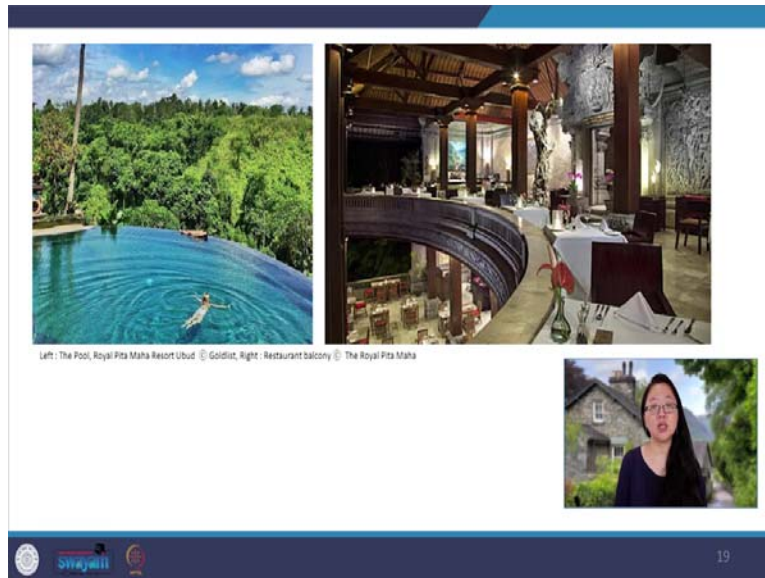 Left : The Pool, Royal Pita Maha Resort Ubud Ⓒ Goldlist, Right : Restaurant balcony Ⓒ The Royal Pita Maha
swayam
19